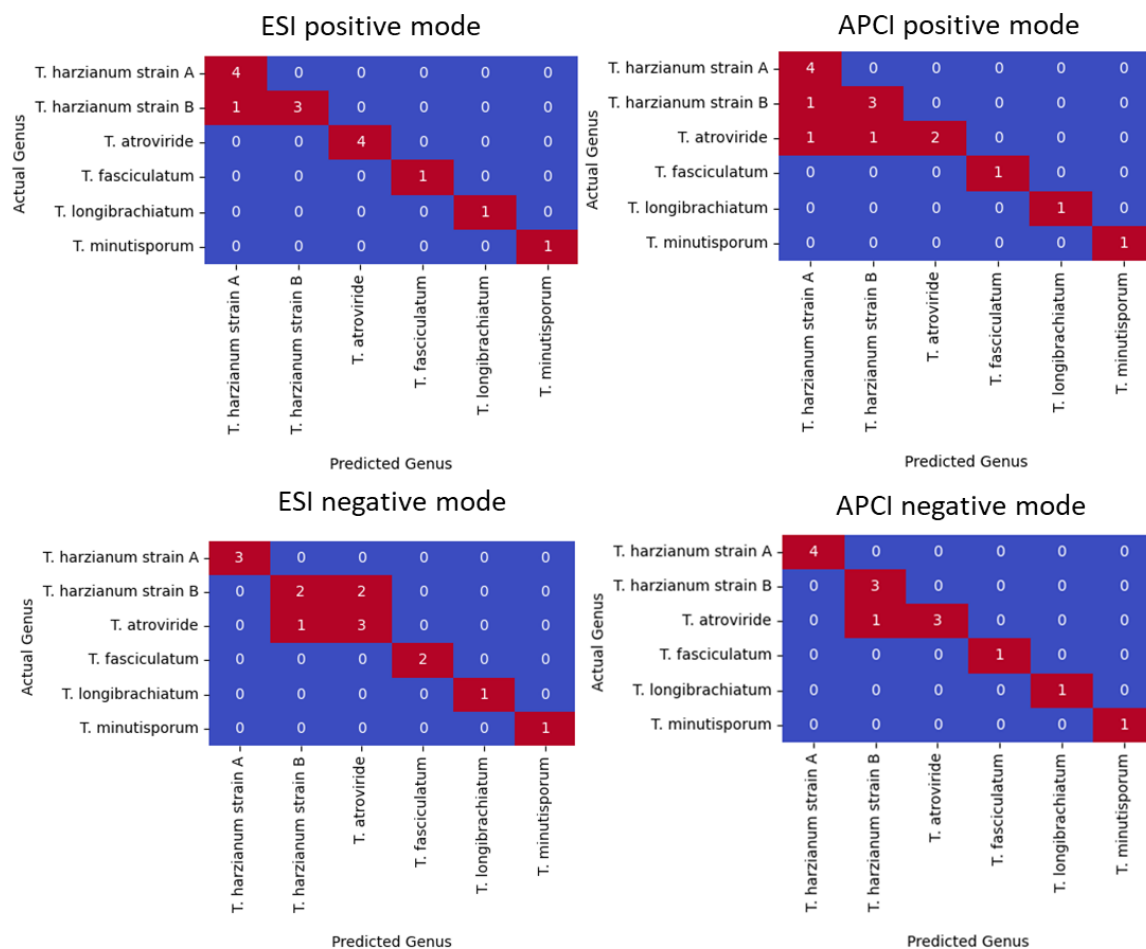 ESI positive mode
T. harzianum strain A 4 0 0 0 0 0
T. harzianum strain B 1 3 0 0 0 0
T. atroviride 0 0 4 0 0 0
T. fasciculatum 0 0 0 1 0 0
T. longibrachiatum 0 0 0 0 1 0
T. minutisporum 0 0 0 0 0 1
Actual Genus
T. harzianum strain A
T. harzianum strain B
T. atroviride
T. fasciculatum
T. longibrachiatum
T. minutisporum
Predicted Genus
APCI positive mode
T. harzianum strain A 4 0 0 0 0 0
T. harzianum strain B 1 3 0 0 0 0
T. atroviride 1 1 2 0 0 0
T. fasciculatum 0 0 0 1 0 0
T. longibrachiatum 0 0 0 0 1 0
T. minutisporum 0 0 0 0 0 1
Actual Genus
T. harzianum strain A
T. harzianum strain B
T. atroviride
T. fasciculatum
T. longibrachiatum
T. minutisporum
Predicted Genus
ESI negative mode
T. harzianum strain A 3 0 0 0 0 0
T. harzianum strain B 0 2 2 0 0 0
T. atroviride 0 1 3 0 0 0
T. fasciculatum 0 0 0 2 0 0
T. longibrachiatum 0 0 0 0 1 0
T. minutisporum 0 0 0 0 0 1
Actual Genus
T. harzianum strain A
T. harzianum strain B
T. atroviride
T. fasciculatum
T. longibrachiatum
T. minutisporum
Predicted Genus
APCI negative mode
T. harzianum strain A 4 0 0 0 0 0
T. harzianum strain B 0 3 0 0 0 0
T. atroviride 0 1 3 0 0 0
T. fasciculatum 0 0 0 1 0 0
T. longibrachiatum 0 0 0 0 1 0
T. minutisporum 0 0 0 0 0 1
Actual Genus
T. harzianum strain A
T. harzianum strain B
T. atroviride
T. fasciculatum
T. longibrachiatum
T. minutisporum
Predicted Genus